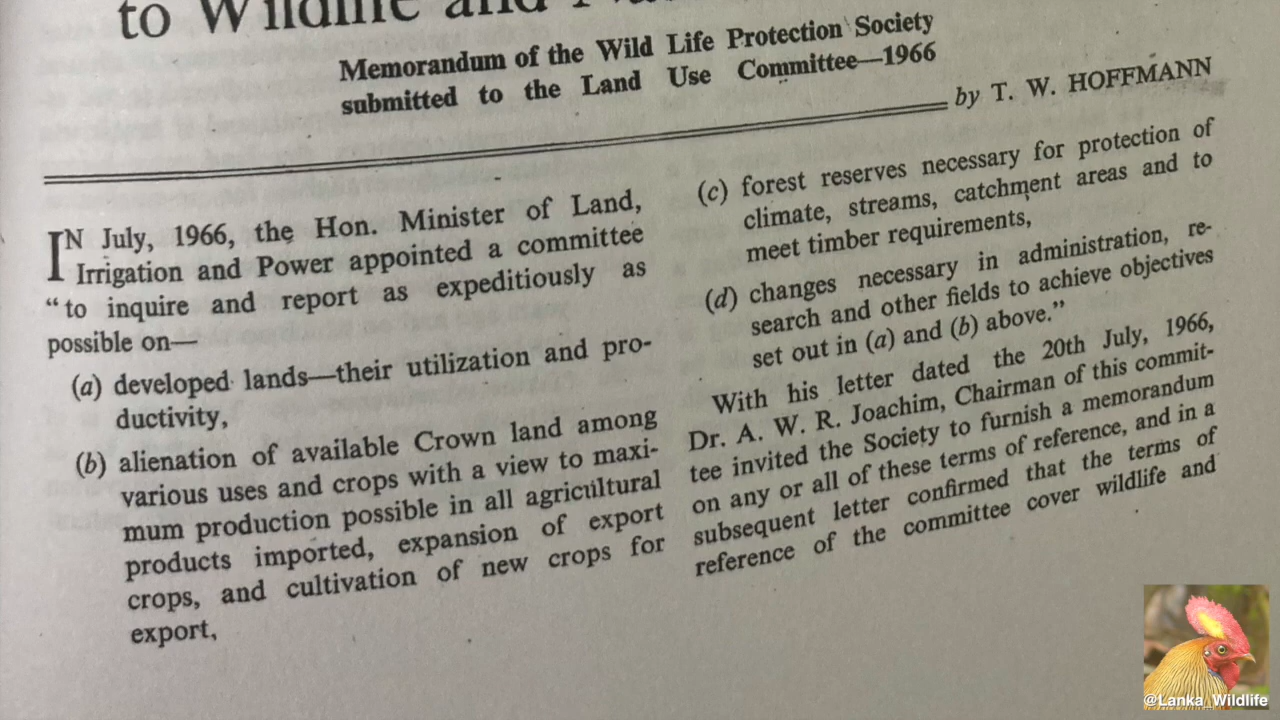 to Wildlife and
Memorandum of the Wild Life Protection Society
submitted to the Land Use Committee—1966
by T. W. HOFFMANN
IN July, 1966, the Hon. Minister of Land,
Irrigation and Power appointed a committee
“to inquire and report as expeditiously as
possible on—
(a) developed lands—their utilization and pro-
ductivity,
(b) alienation of available Crown land among
various uses and crops with a view to maxi-
mum production possible in all agricultural
products imported, expansion of export
crops, and cultivation of new crops for
export,
(c) forest reserves necessary for protection of
climate, streams, catchment areas and to
meet timber requirements,
(d) changes necessary in administration, re-
search and other fields to achieve objectives
set out in (a) and (b) above.”
With his letter dated the 20th July, 1966,
Dr. A. W. R. Joachim, Chairman of this commit-
tee invited the Society to furnish a memorandum
on any or all of these terms of reference, and in a
subsequent letter confirmed that the terms of
reference of the committee cover wildlife and
@Lanka_Wildlife